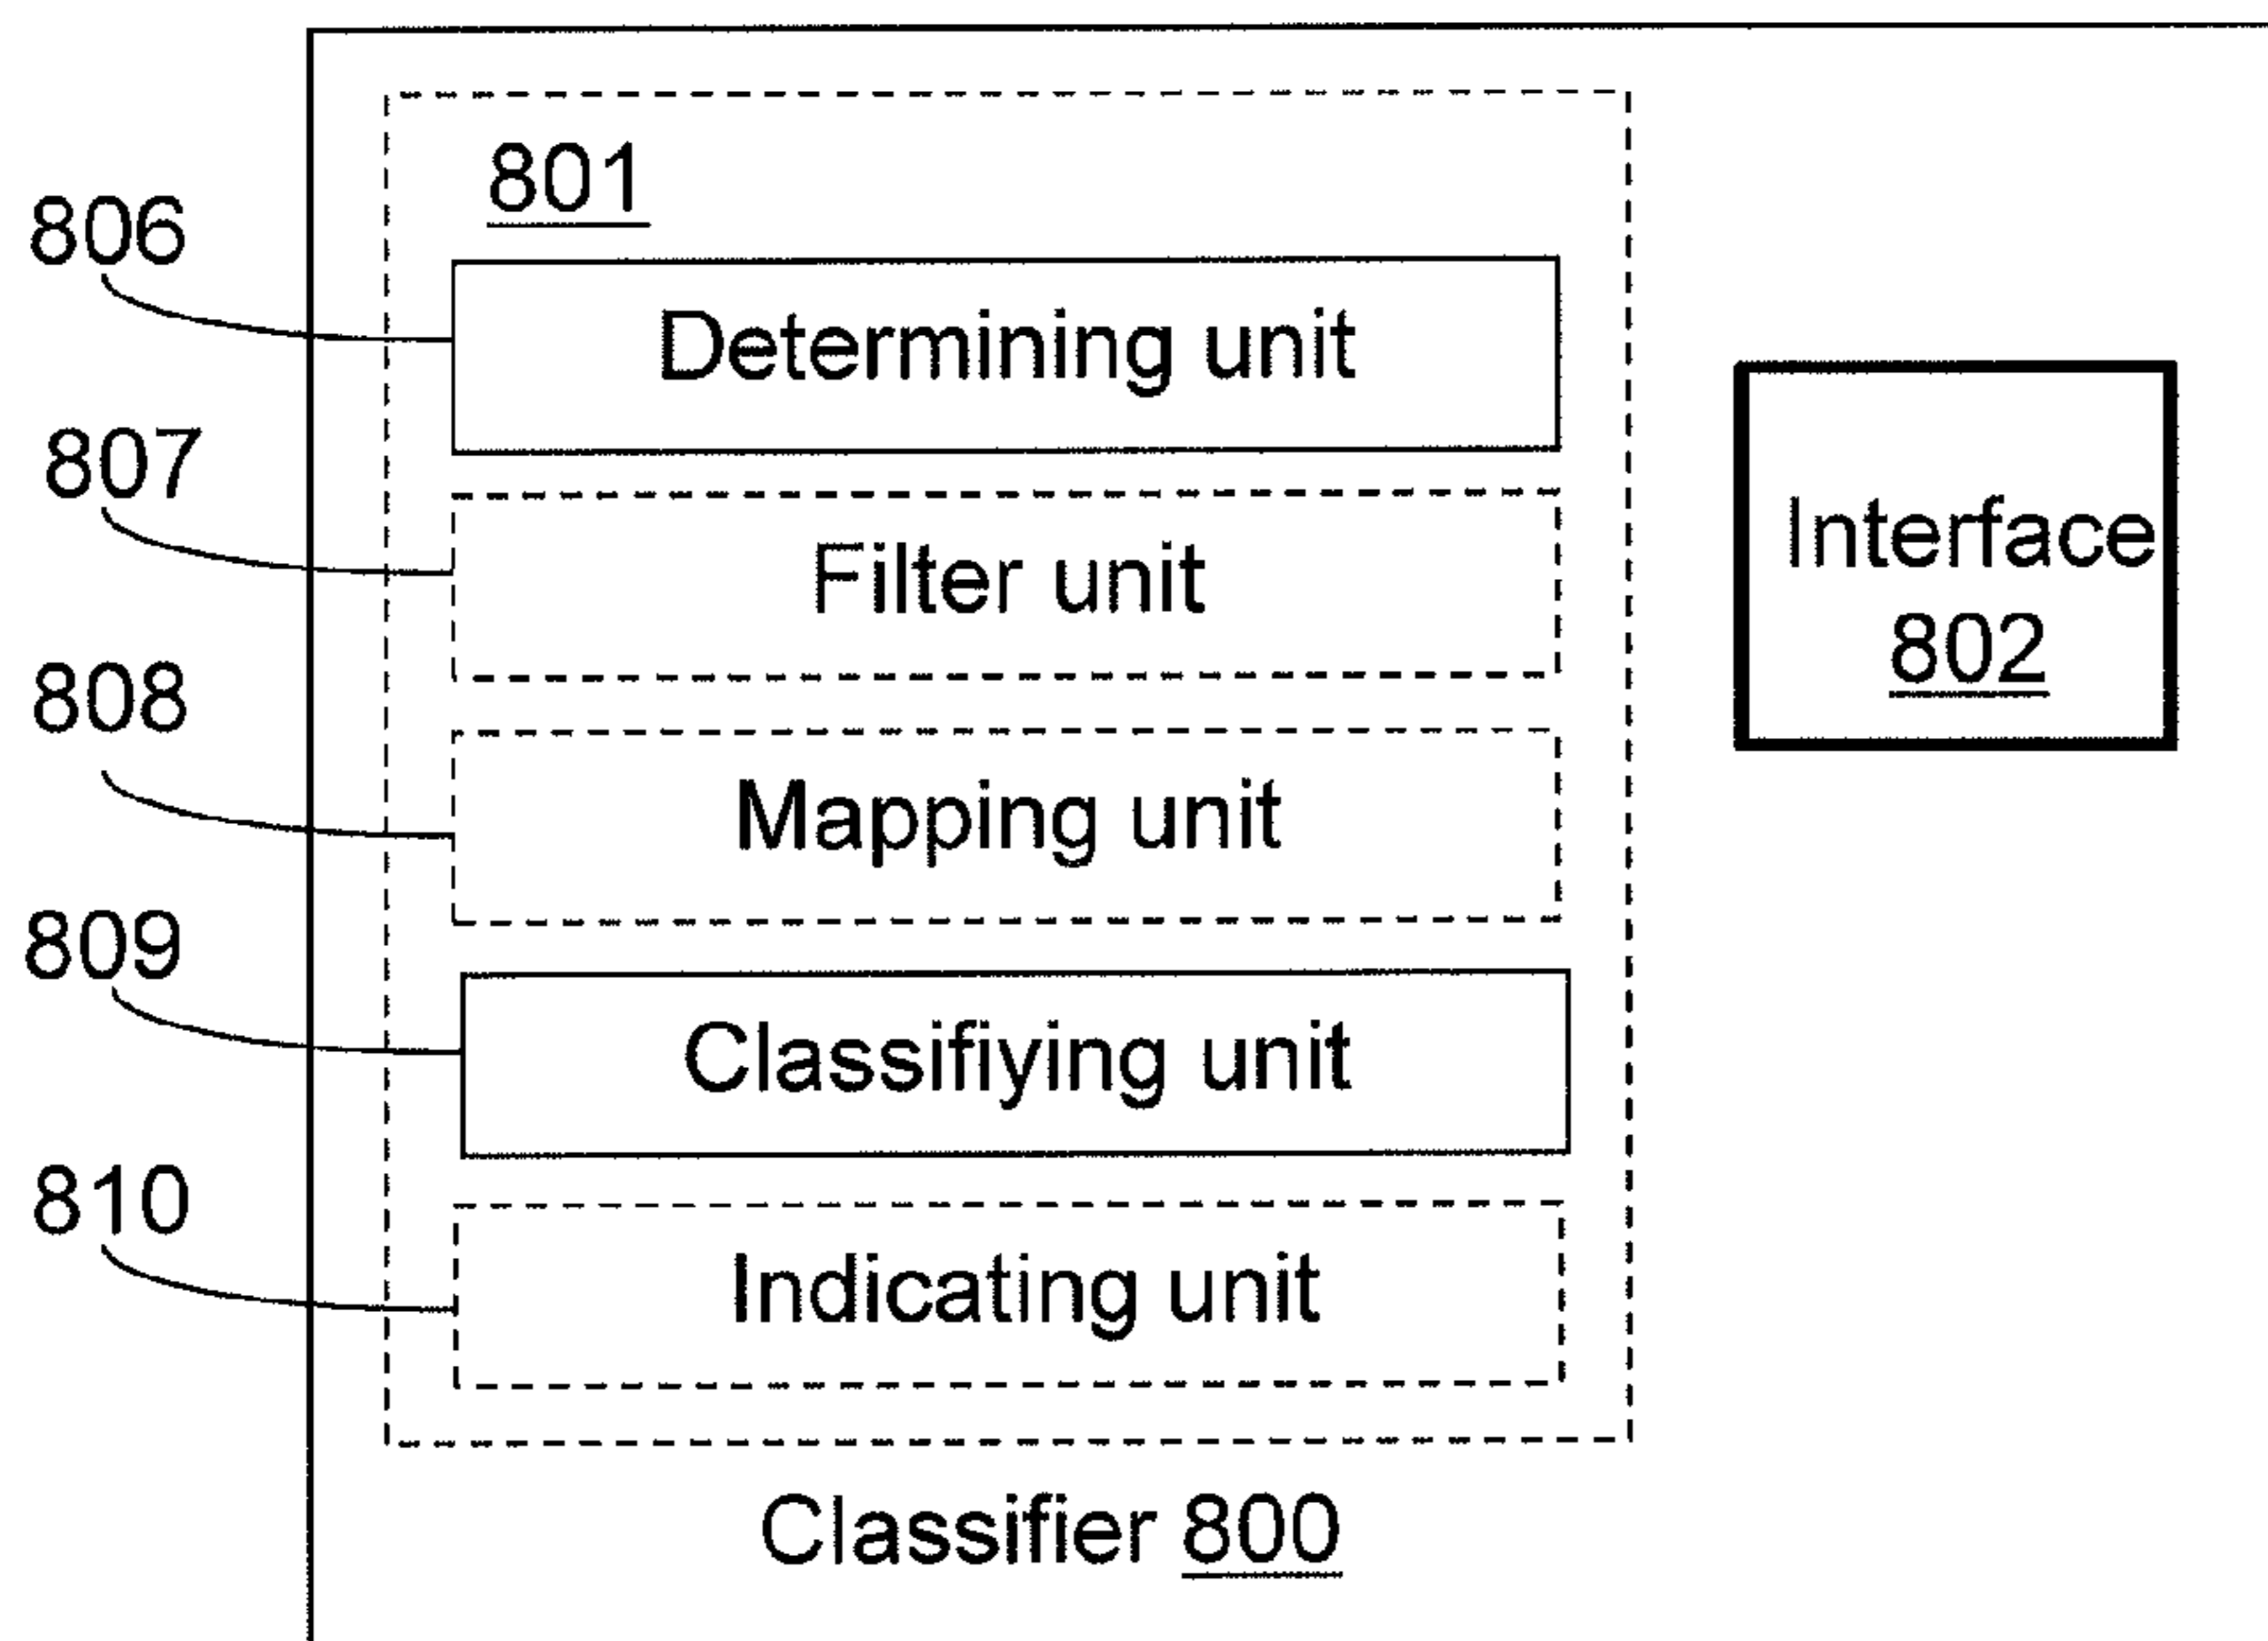 801
806
Determining unit
807
Filter unit
Interface
802
808
Mapping unit
809
Classifiying unit
810
Indicating unit
Classifier 800